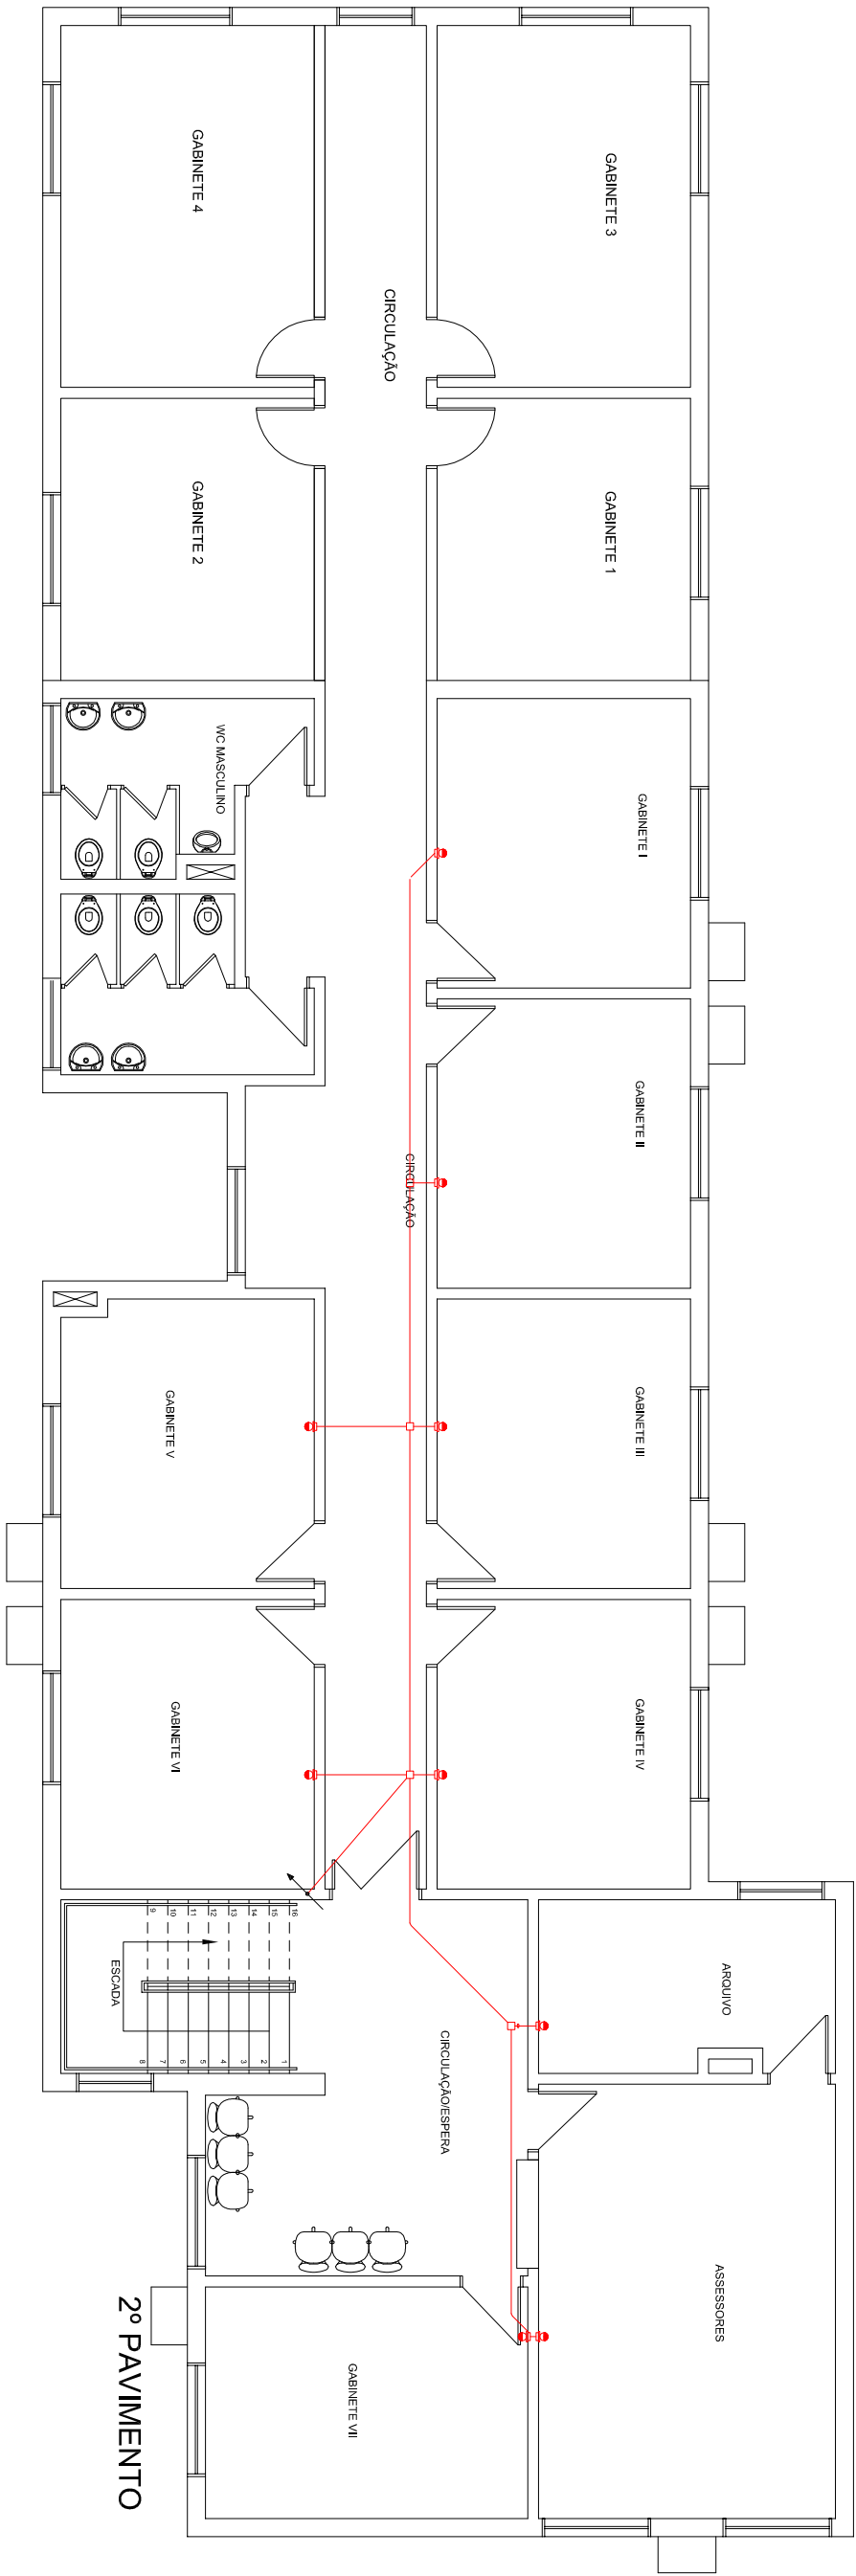 GABINETE 4
GABINETE 3
CIRCULAÇÃO
GABINETE 2
GABINETE 1
WC MASCULINO
GABINETE I
GABINETE II
CIRCULAÇÃO
GABINETE V
GABINETE III
GABINETE VI
GABINETE IV
16
15
14
13
12
11
10
9
ESCADA
8
7
6
5
4
3
2
1
ARQUIVO
CIRCULAÇÃO/ESPERA
ASSESSORES
GABINETE VII
2º PAVIMENTO